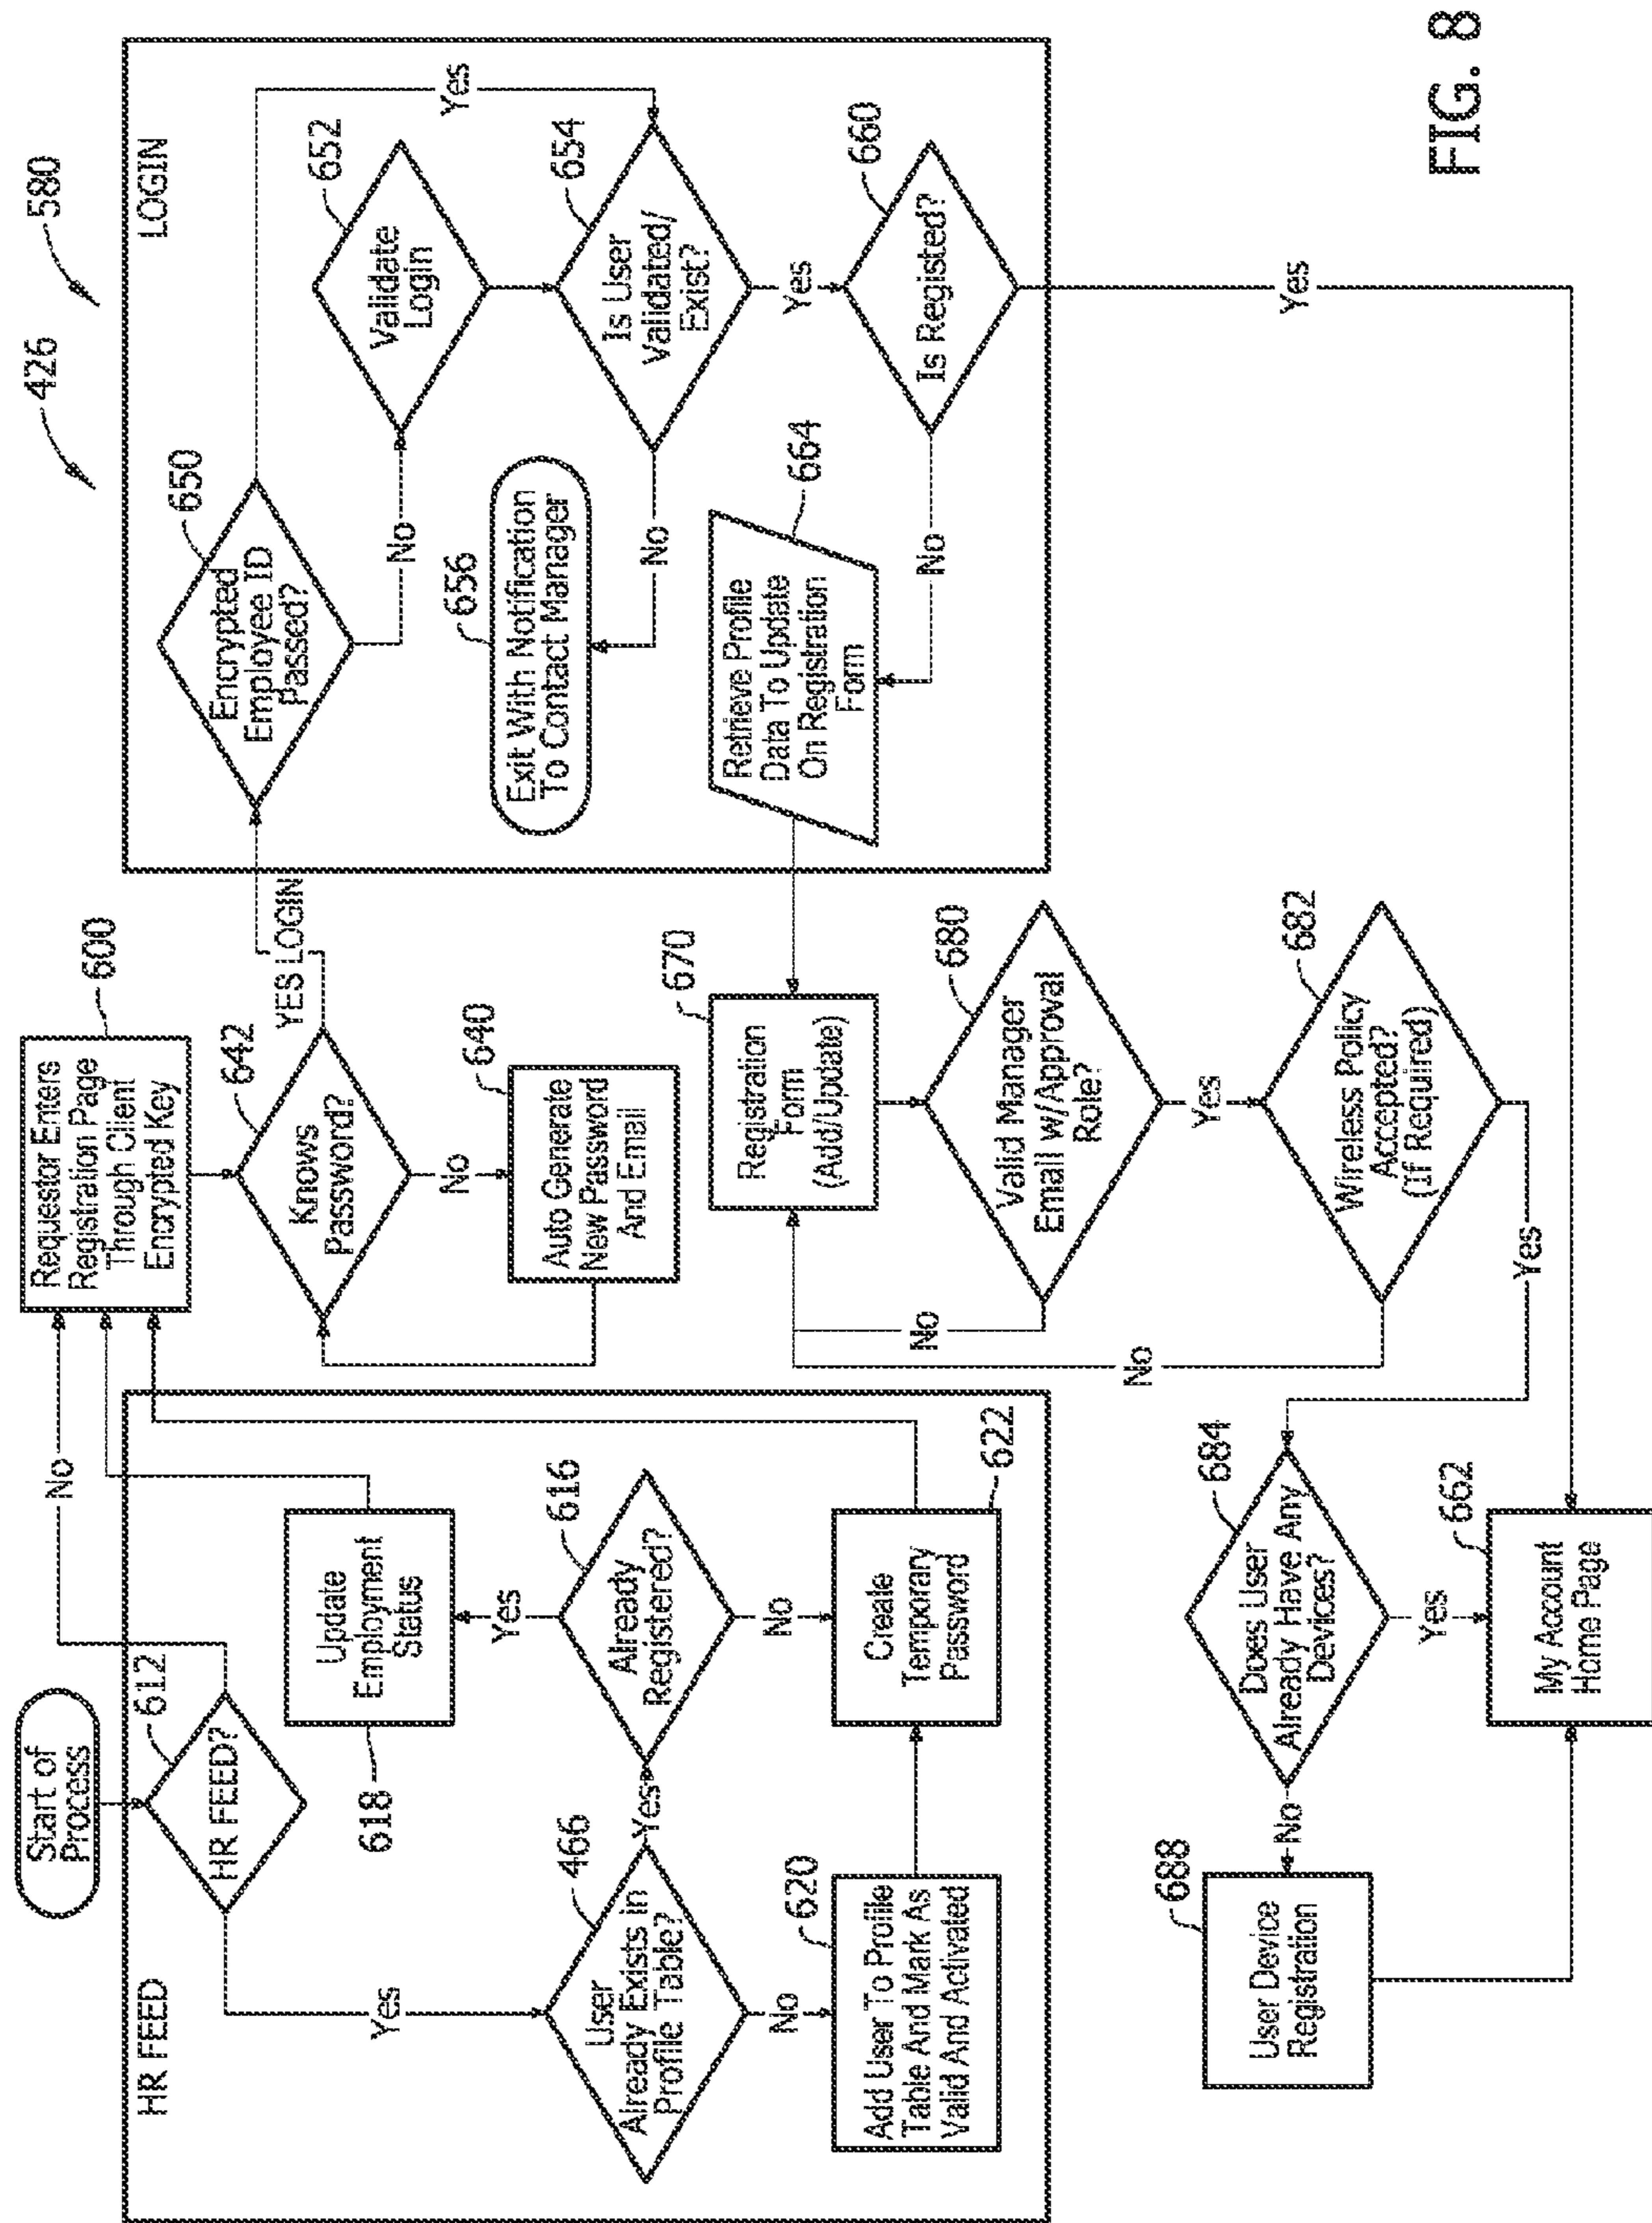 426
580
Start of
Process
HR FEED
612
HR FEED?
No
Yes
466
User
Already Exists in
Profile Table?
Yes
No
620
Add User To Profile
Table And Mark As
Valid And Activated
616
Already
Registered?
Yes
No
Update
Employment
Status
618
Create
Temporary
Password
622
Requestor Enters
Registration Page
Through Client
Encrypted Key
600
642
Knows
Password?
YES LOGIN
No
640
Auto Generate
New Password
And Email
LOGIN
650
Encrypted
Employee ID
Passed?
Yes
No
652
Validate
Login
654
Is User
Validated/
Exist?
No
Yes
656
Exit With Notification
To Contact Manager
660
Is Registed?
No
Yes
664
Retrieve Profile
Data To Update
On Registration
Form
670
Registration
Form
(Add/Update)
680
Valid Manager
Email w/Approval
Role?
No
Yes
682
Wireless Policy
Accepted?
(If Required)
No
Yes
684
Does User
Already Have Any
Devices?
No
Yes
688
User Device
Registration
662
My Account
Home Page
FIG. 8